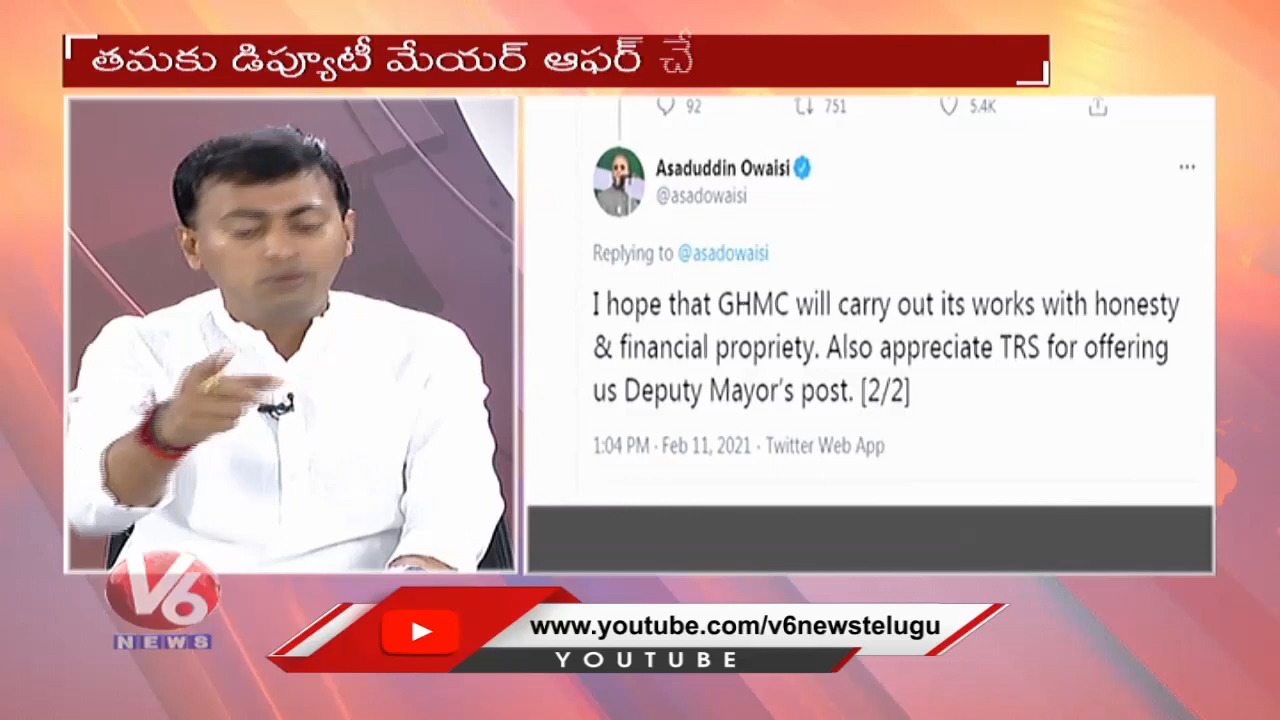 తమకు డిప్యూటీ మేయర్ ఆఫర్ చే
92 751 5.4K
Asaduddin Owaisi
@asadowaisi
Replying to @asadowaisi
I hope that GHMC will carry out its works with honesty
& financial propriety. Also appreciate TRS for offering
us Deputy Mayor's post. [2/2]
1:04 PM · Feb 11, 2021 · Twitter Web App
V6
NEWS
www.youtube.com/v6newstelugu
YOUTUBE